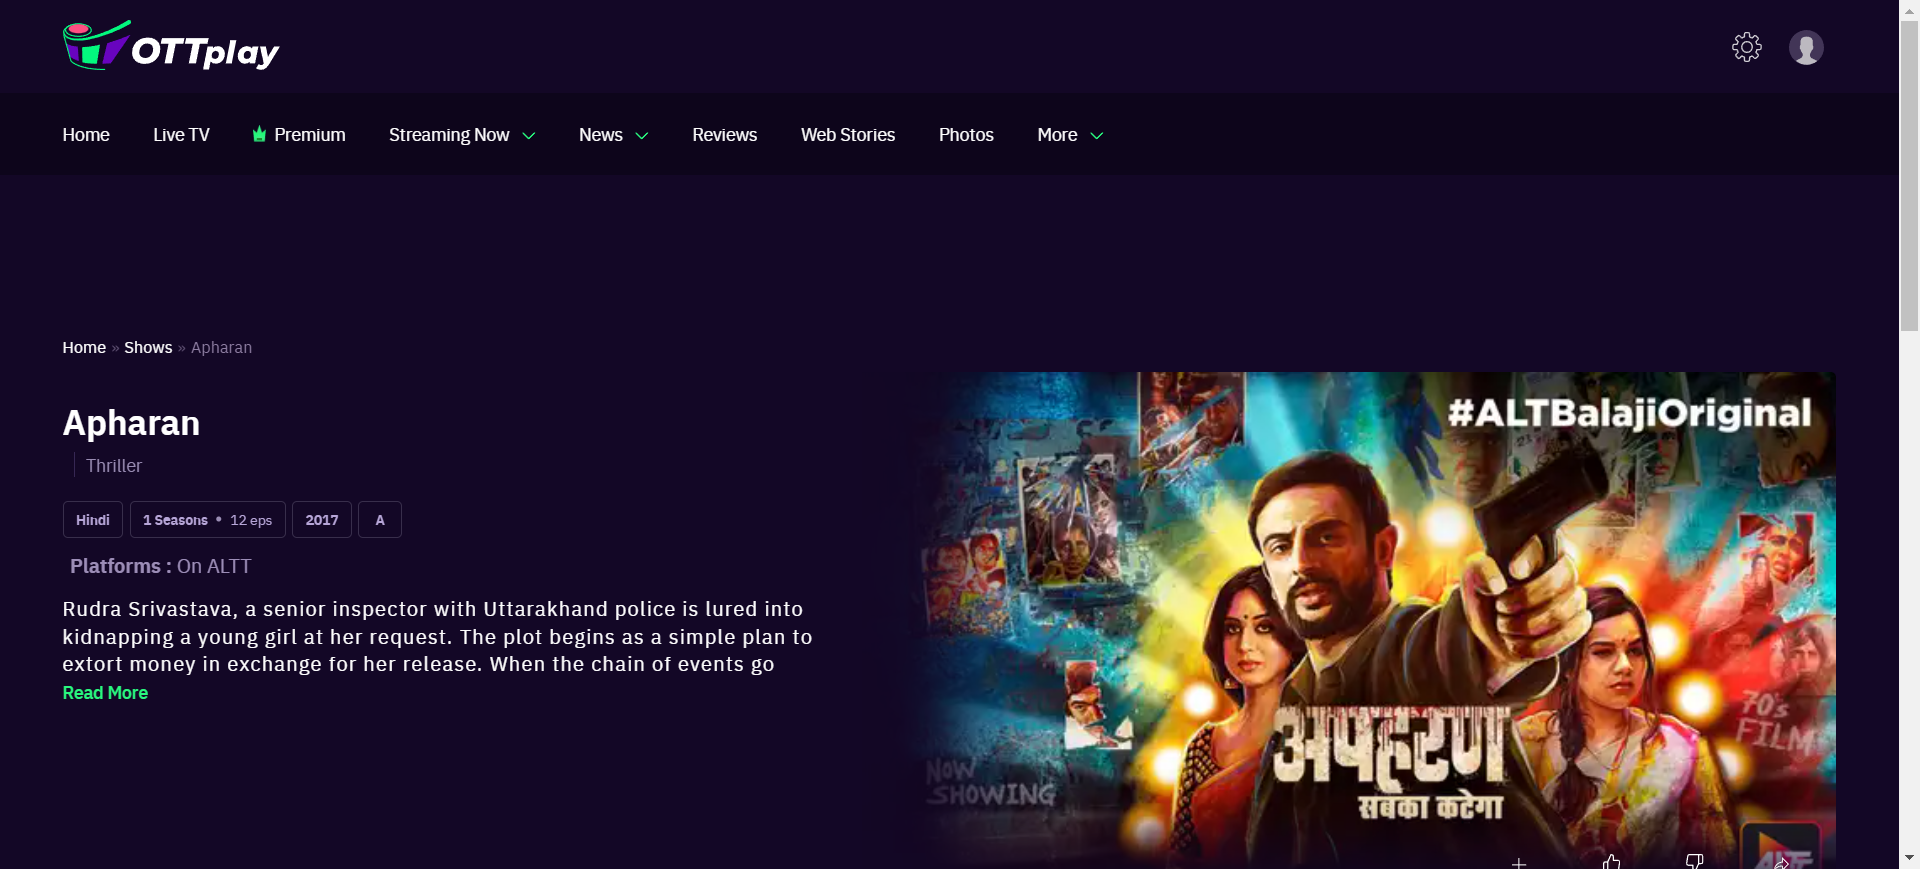 OTTplay
Home Live TV Premium Streaming Now News Reviews Web Stories Photos More
Home » Shows » Apharan
Apharan
Thriller
Hindi 1 Seasons • 12 eps 2017 A
Platforms : On ALTT
Rudra Srivastava, a senior inspector with Uttarakhand police is lured into
kidnapping a young girl at her request. The plot begins as a simple plan to
extort money in exchange for her release. When the chain of events go
Read More
#ALTBalajiOriginal
70's
FILM
अपहरण
सबका कटेगा
NOW
SHOWING